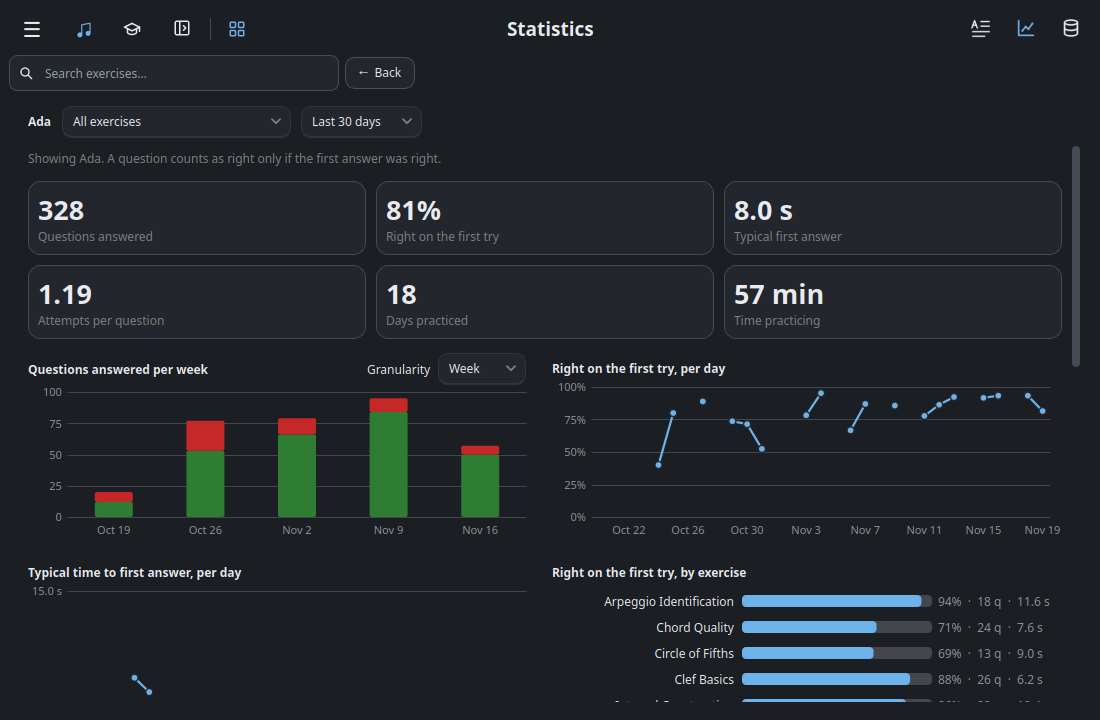 Statistics
Search exercises...
← Back
Ada
All exercises
Last 30 days
Showing Ada. A question counts as right only if the first answer was right.
328
Questions answered
81%
Right on the first try
8.0 s
Typical first answer
1.19
Attempts per question
18
Days practiced
57 min
Time practicing
Questions answered per week
Granularity
Week
100
75
50
25
0
Oct 19
Oct 26
Nov 2
Nov 9
Nov 16
Right on the first try, per day
100%
75%
50%
25%
0%
Oct 22
Oct 26
Oct 30
Nov 3
Nov 7
Nov 11
Nov 15
Nov 19
Typical time to first answer, per day
15.0 s
Right on the first try, by exercise
Arpeggio Identification 94% · 18 q · 11.6 s
Chord Quality 71% · 24 q · 7.6 s
Circle of Fifths 69% · 13 q · 9.0 s
Clef Basics 88% · 26 q · 6.2 s